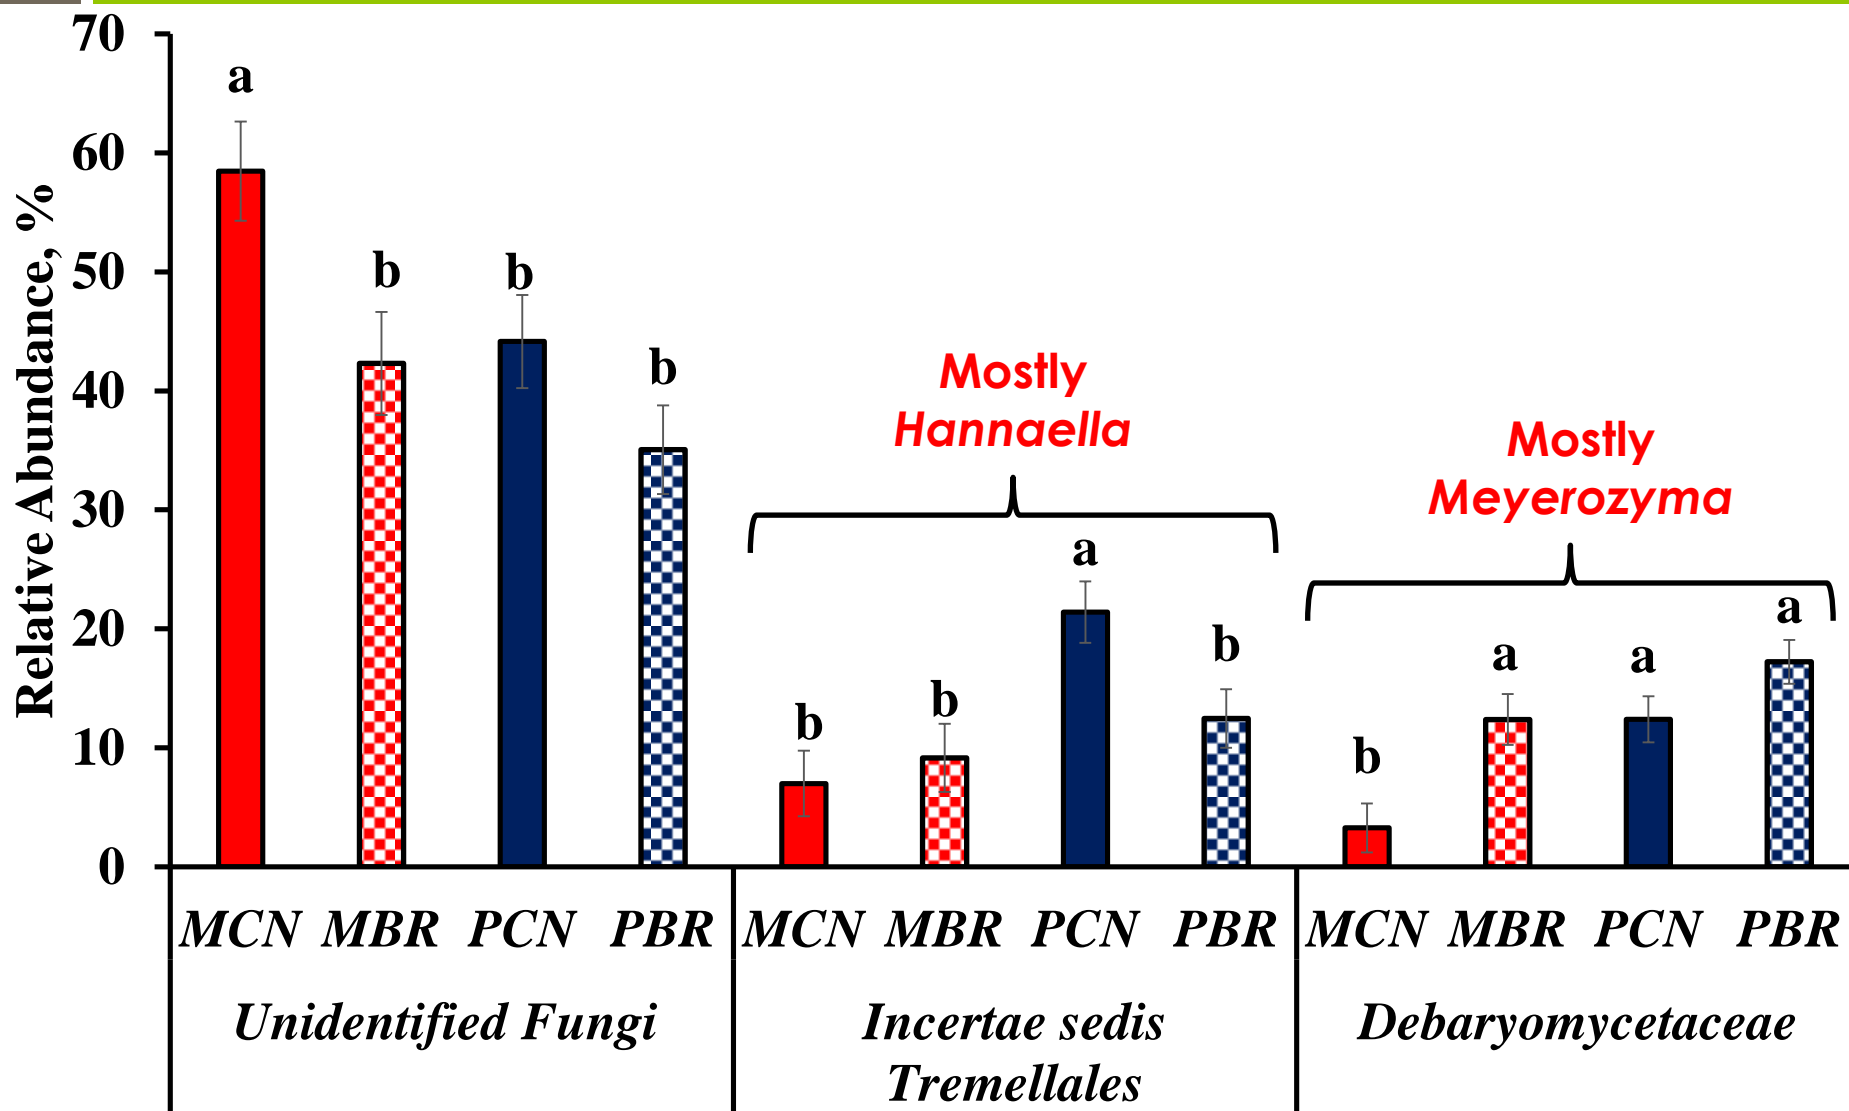 70
60
50
40
30
20
10
0
Relative Abundance, %
a
b
b
b
Mostly
Hannaella
b
b
a
b
Mostly
Meyerozyma
b
a
a
a
MCN MBR PCN PBR MCN MBR PCN PBR MCN MBR PCN PBR
Unidentified Fungi
Incertae sedis
Tremellales
Debaryomycetaceae